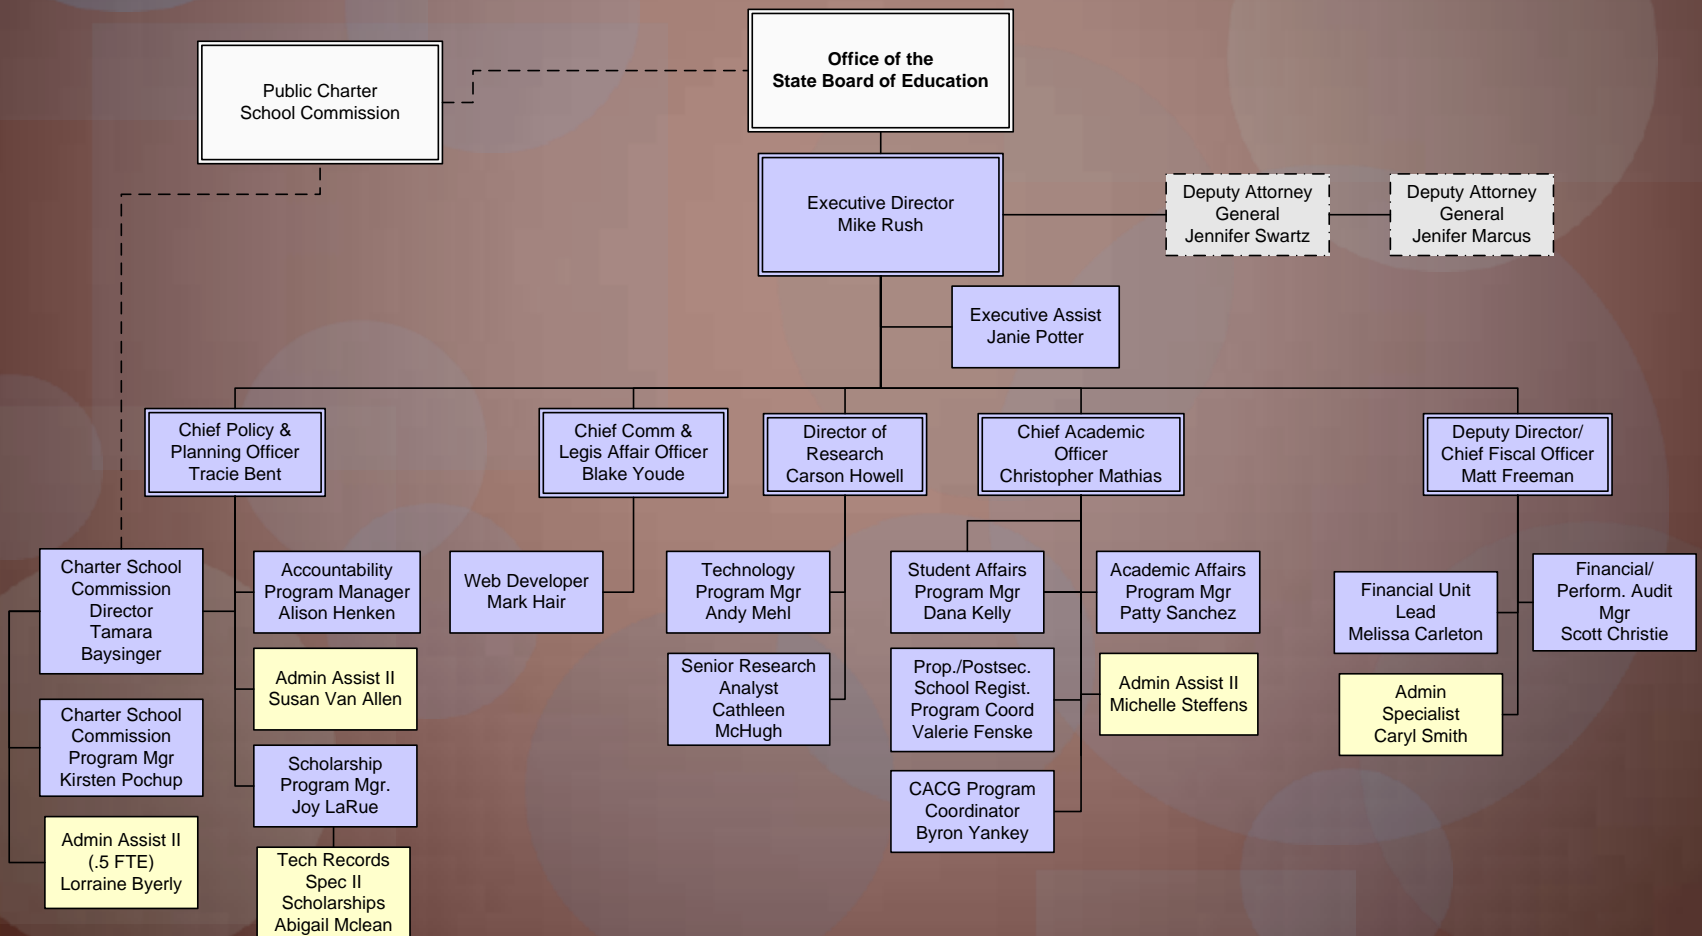 Office of the
State Board of Education
Public Charter
School Commission
Executive Director
Mike Rush
Deputy Attorney
General
Jennifer Swartz
Deputy Attorney
General
Jenifer Marcus
Executive Assist
Janie Potter
Chief Policy &
Planning Officer
Tracie Bent
Chief Comm &
Legis Affair Officer
Blake Youde
Director of
Research
Carson Howell
Chief Academic
Officer
Christopher Mathias
Deputy Director/
Chief Fiscal Officer
Matt Freeman
Charter School
Commission
Director
Tamara
Baysinger
Accountability
Program Manager
Alison Henken
Web Developer
Mark Hair
Technology
Program Mgr
Andy Mehl
Student Affairs
Program Mgr
Dana Kelly
Academic Affairs
Program Mgr
Patty Sanchez
Financial Unit
Lead
Melissa Carleton
Financial/
Perform. Audit
Mgr
Scott Christie
Admin Assist II
Susan Van Allen
Senior Research
Analyst
Cathleen
McHugh
Prop./Postsec.
School Regist.
Program Coord
Valerie Fenske
Admin Assist II
Michelle Steffens
Admin
Specialist
Caryl Smith
Charter School
Commission
Program Mgr
Kirsten Pochup
Scholarship
Program Mgr.
Joy LaRue
CACG Program
Coordinator
Byron Yankey
Admin Assist II
(.5 FTE)
Lorraine Byerly
Tech Records
Spec II
Scholarships
Abigail Mclean